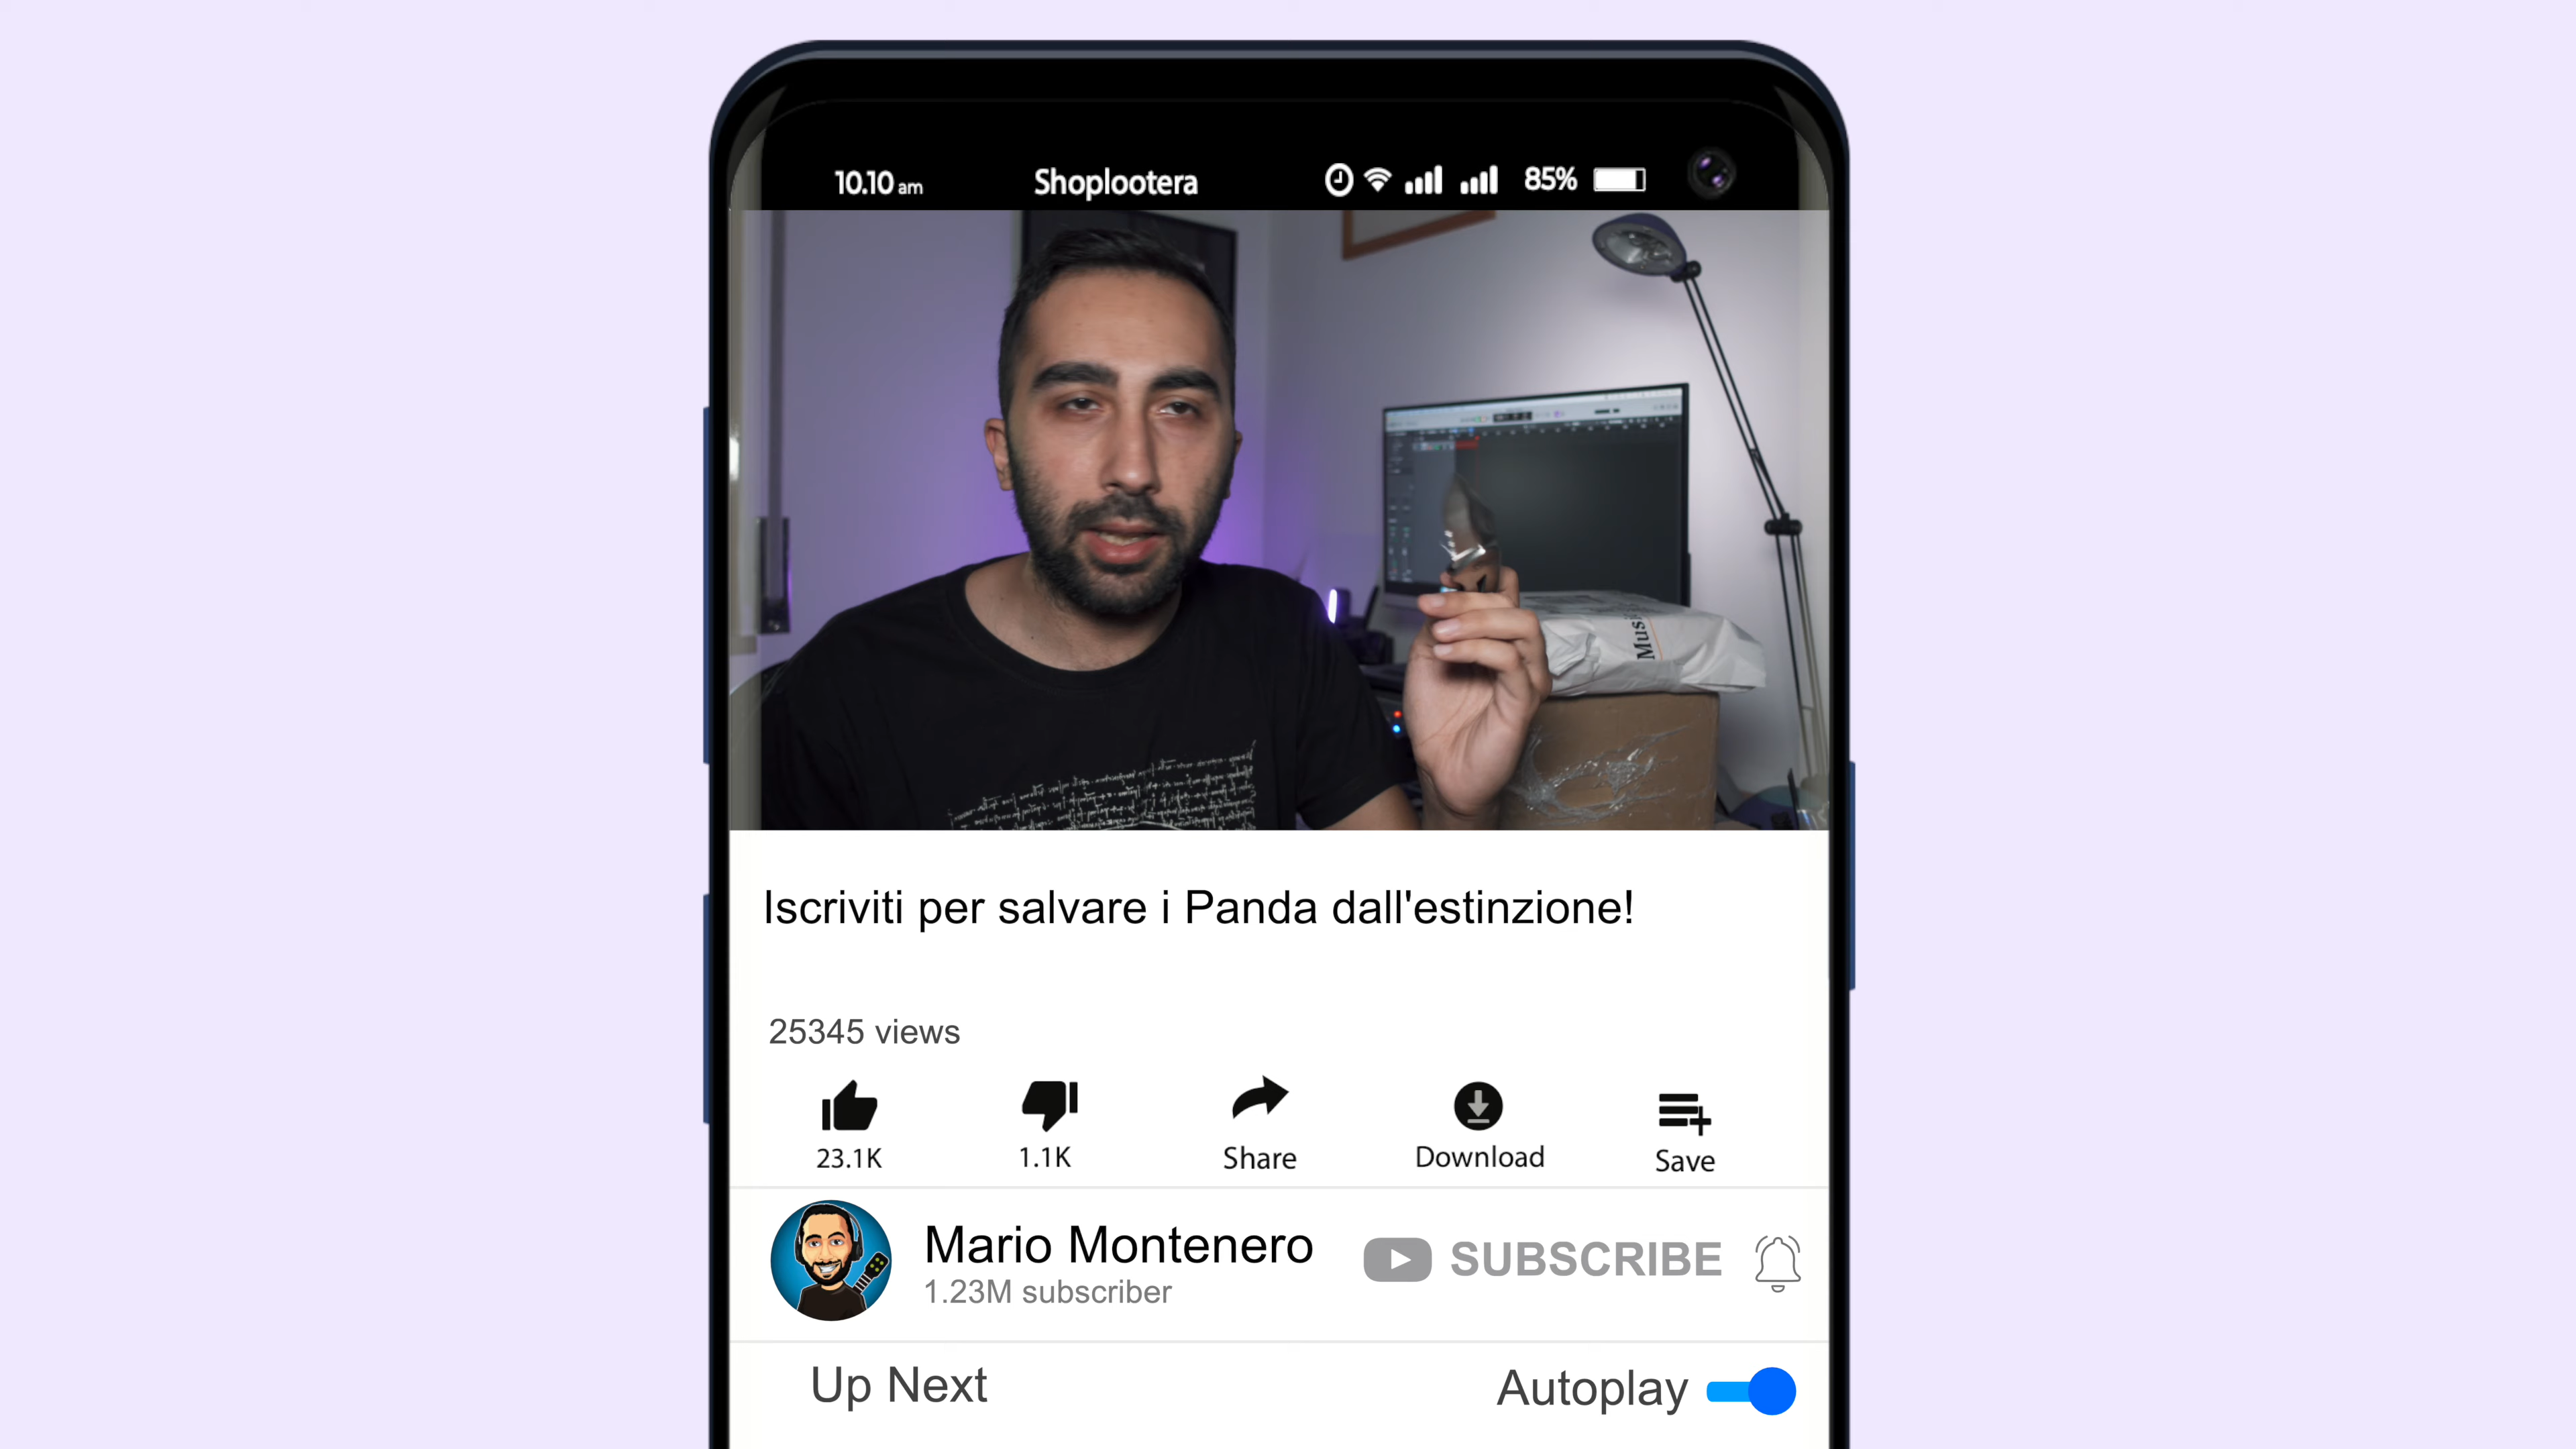 10.10 am Shoplootera 85%
Mus
Iscriviti per salvare i Panda dall'estinzione!
25345 views
23.1K 1.1K Share Download Save
Mario Montenero SUBSCRIBE
1.23M subscriber
Up Next Autoplay